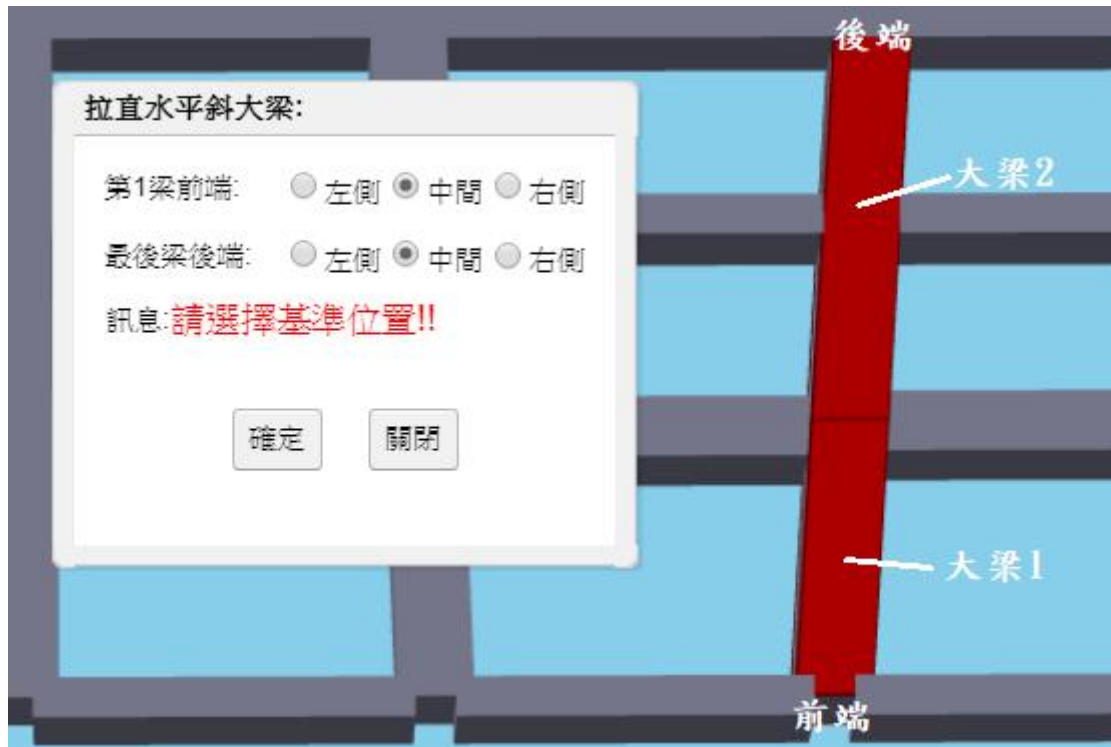 後端
拉直水平斜大梁:
第1梁前端: 左側 中間 右側
大梁2
最後梁後端: 左側 中間 右側
訊息:請選擇基準位置!!
確定 關閉
大梁1
前端